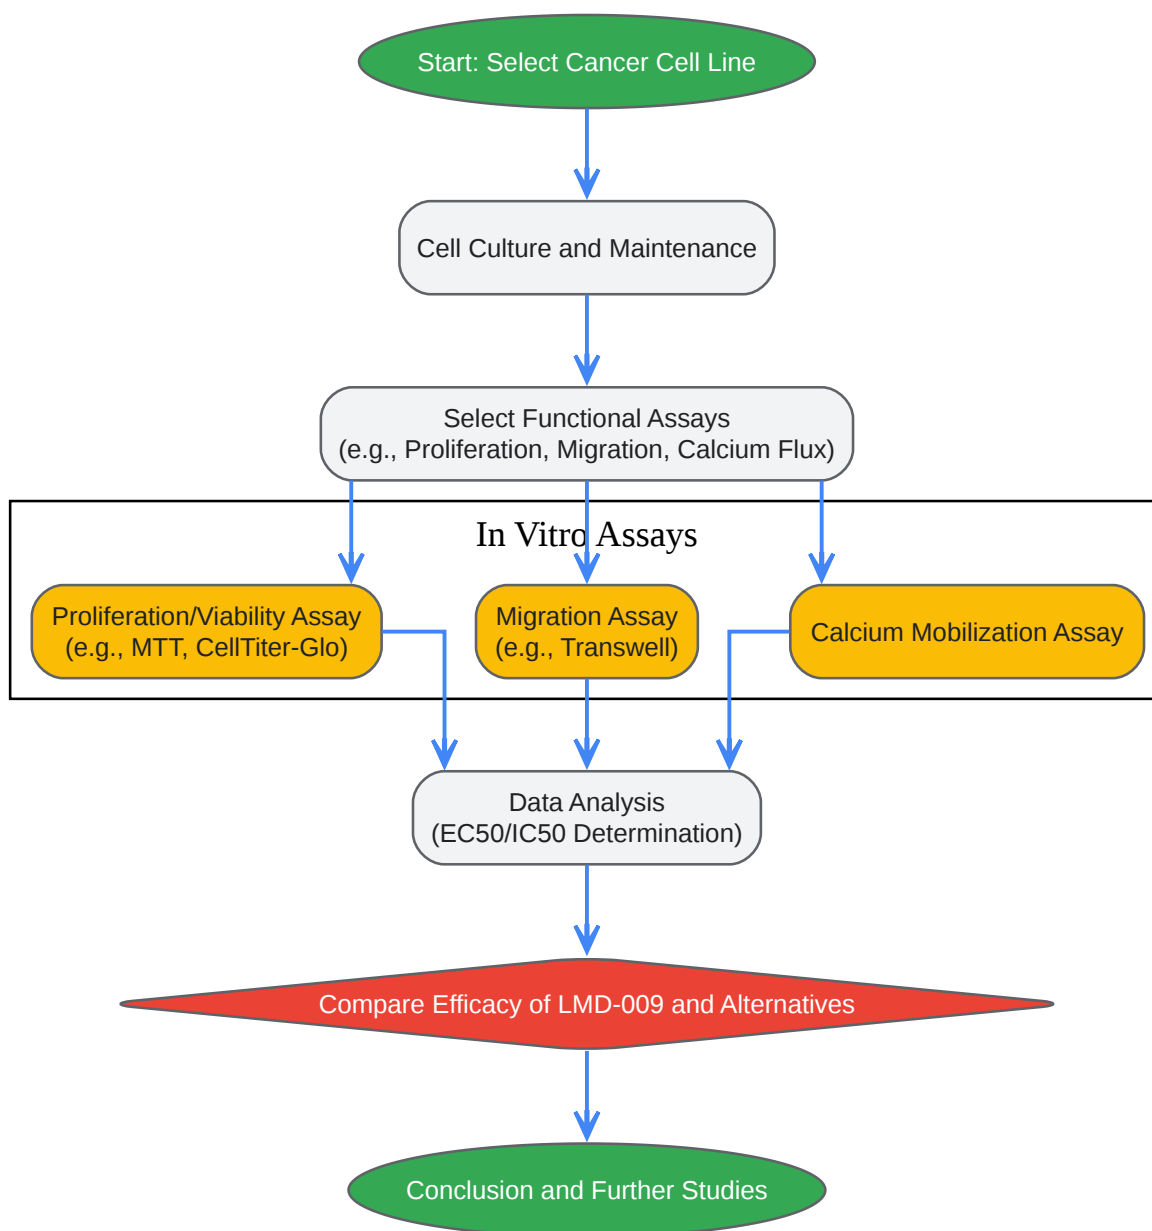 Start: Select Cancer Cell Line
Cell Culture and Maintenance
Select Functional Assays
(e.g., Proliferation, Migration, Calcium Flux)
In Vitro Assays
Proliferation/Viability Assay
(e.g., MTT, CellTiter-Glo)
Migration Assay
(e.g., Transwell)
Calcium Mobilization Assay
Data Analysis
(EC50/IC50 Determination)
Compare Efficacy of LMD-009 and Alternatives
Conclusion and Further Studies